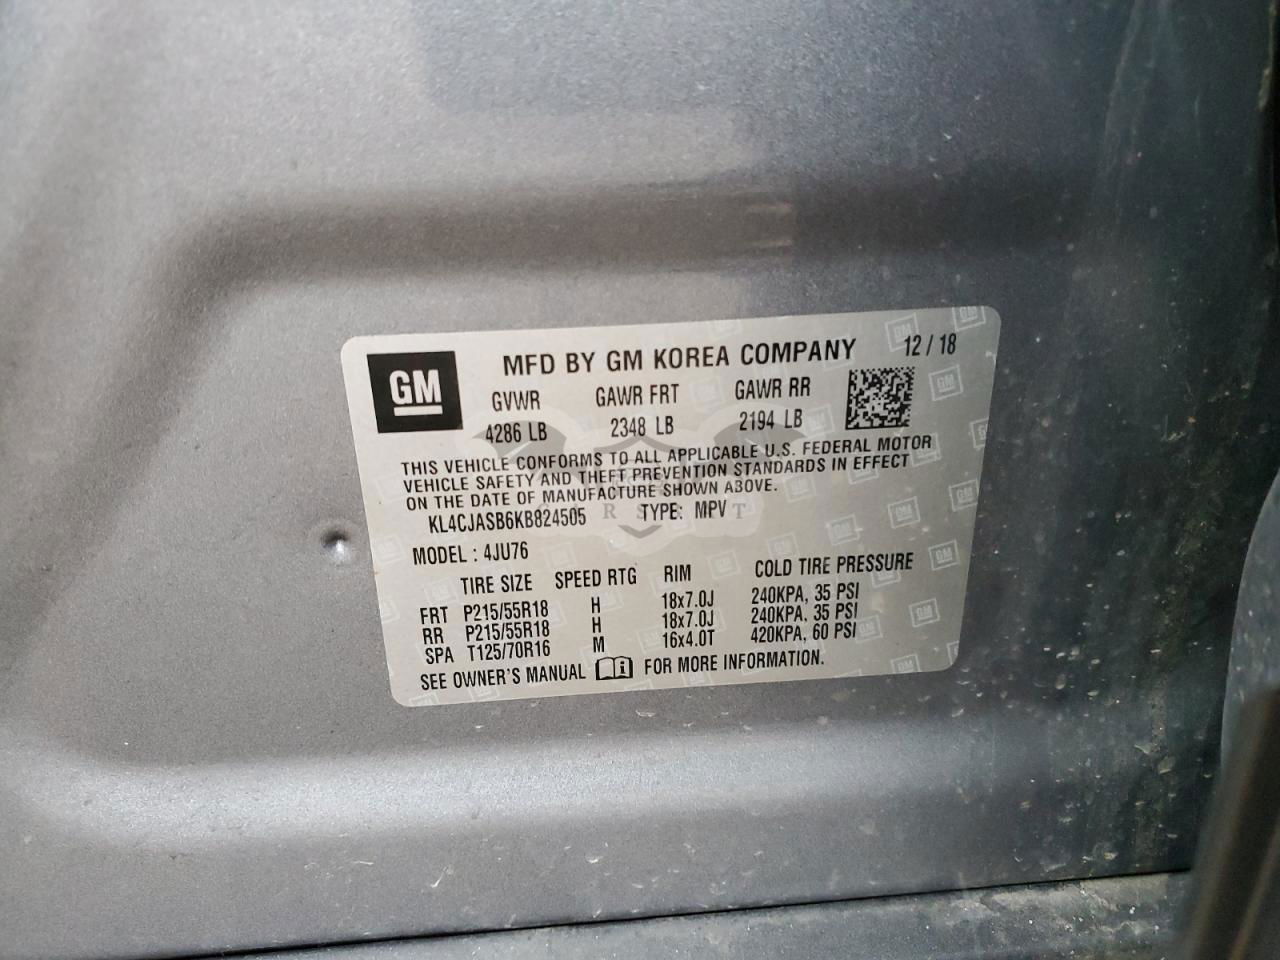 GM
MFD BY GM KOREA COMPANY 12 / 18
GVWR GAWR FRT GAWR RR
4286 LB 2348 LB 2194 LB
THIS VEHICLE CONFORMS TO ALL APPLICABLE U.S. FEDERAL MOTOR
VEHICLE SAFETY AND THEFT PREVENTION STANDARDS IN EFFECT
ON THE DATE OF MANUFACTURE SHOWN ABOVE.
KL4CJASB6KB824505 TYPE: MPV
MODEL : 4JU76
TIRE SIZE SPEED RTG RIM COLD TIRE PRESSURE
FRT P215/55R18 H 18x7.0J 240KPA, 35 PSI
RR P215/55R18 H 18x7.0J 240KPA, 35 PSI
SPA T125/70R16 M 16x4.0T 420KPA, 60 PSI
SEE OWNER'S MANUAL FOR MORE INFORMATION.